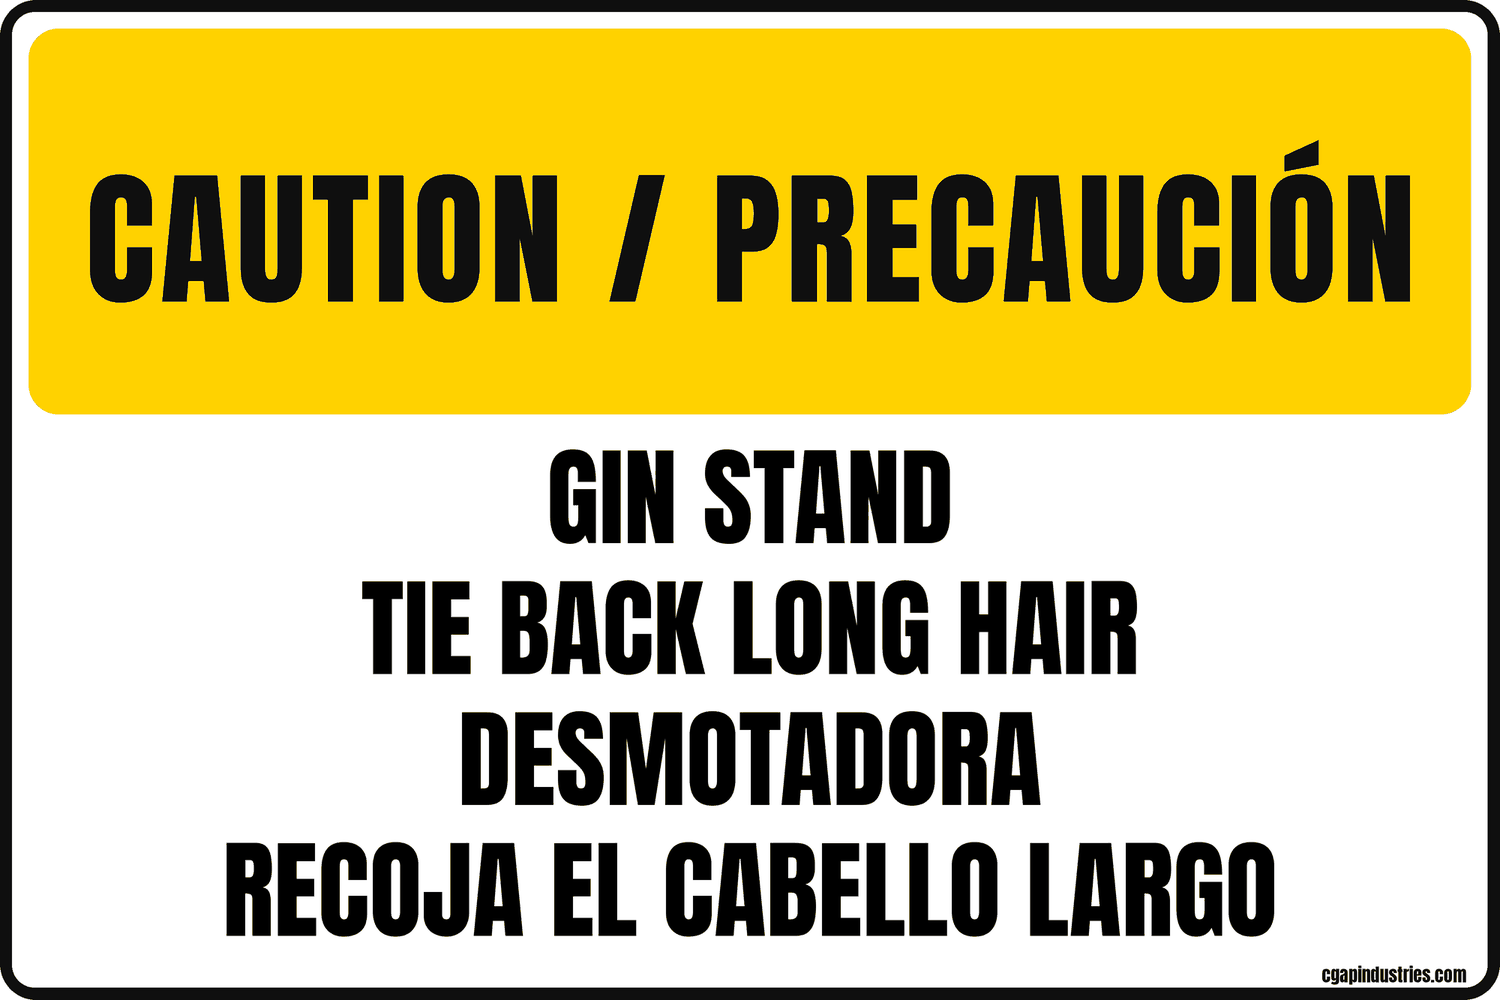 CAUTION / PRECAUCIÓN
GIN STAND
TIE BACK LONG HAIR
DESMOTADORA
RECOJA EL CABELLO LARGO
cgapindustries.com